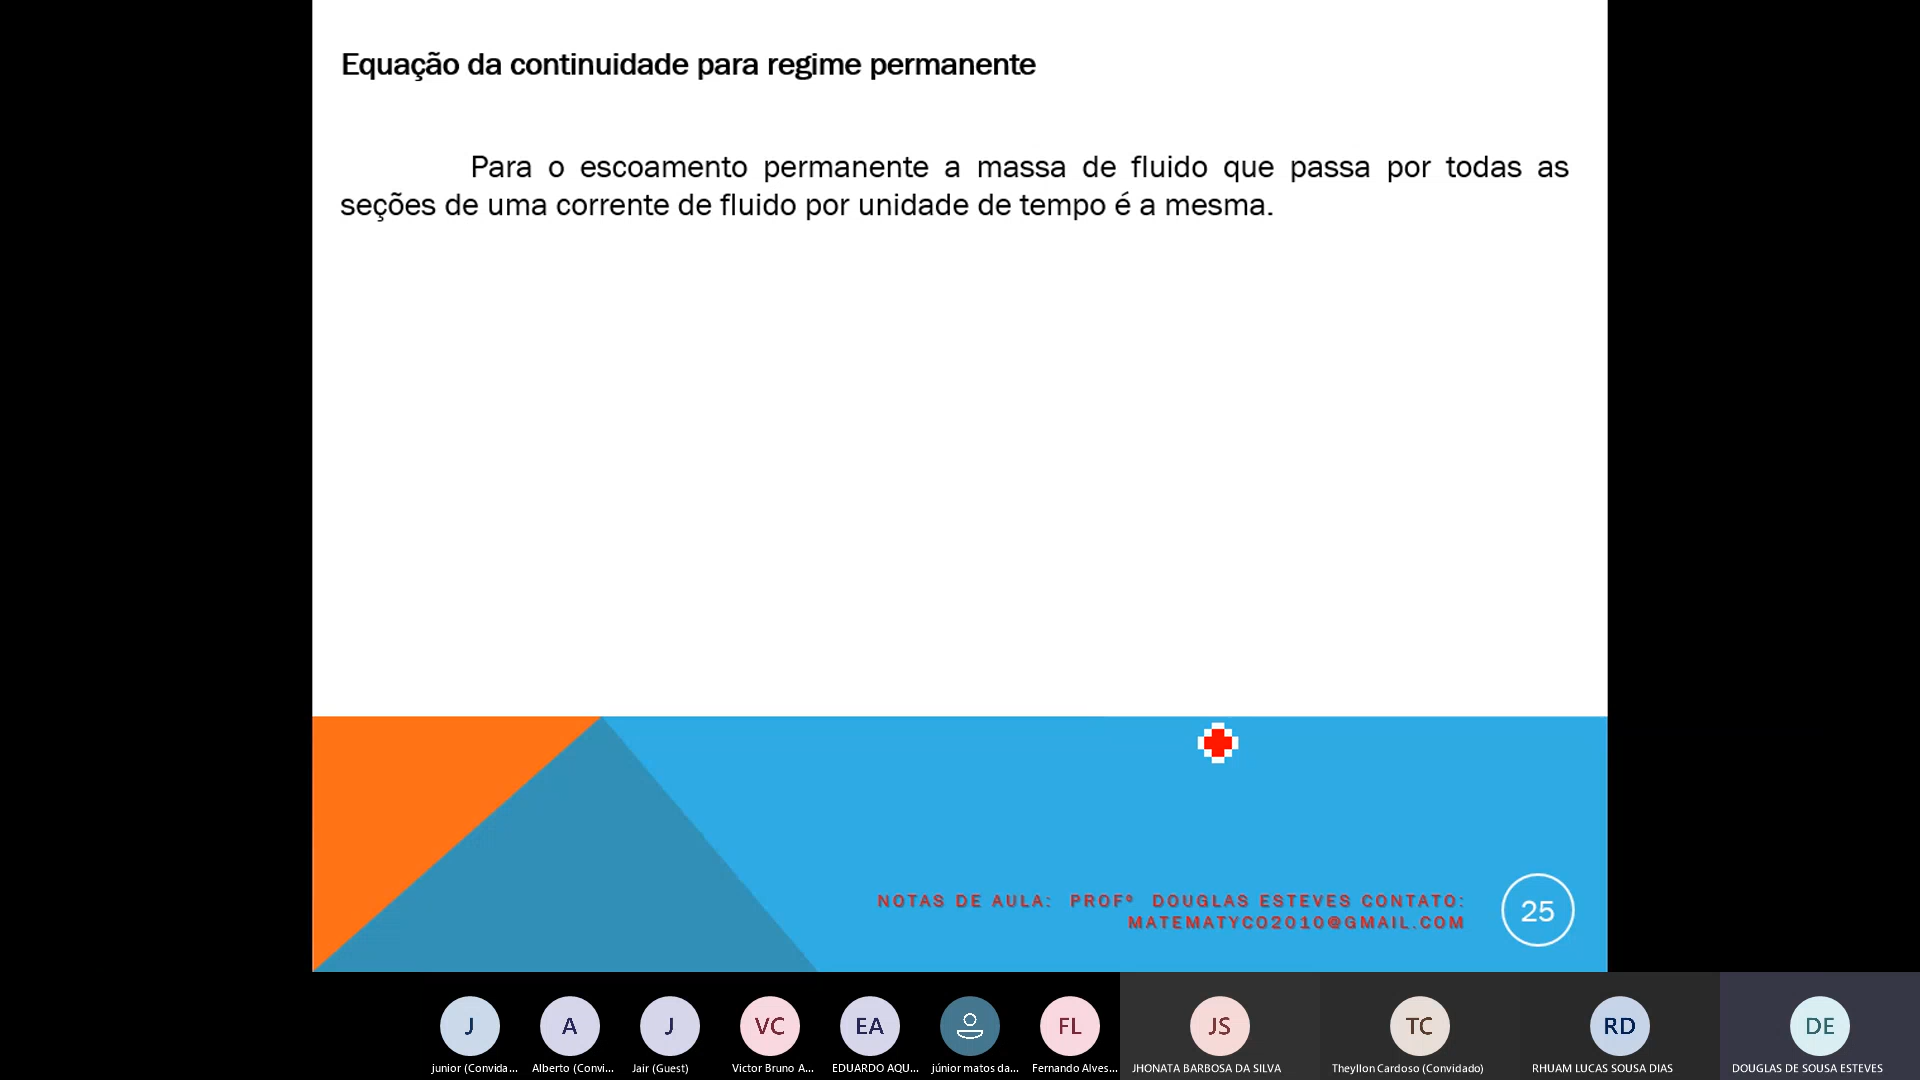 Equação da continuidade para regime permanente
Para o escoamento permanente a massa de fluido que passa por todas as
seções de uma corrente de fluido por unidade de tempo é a mesma.
NOTAS DE AULA: PROFº DOUGLAS ESTEVES CONTATO:
MATEMATYCO2010@GMAIL.COM
25
J
A
J
VC
EA
FL
JS
TC
RD
DE
junior (Convida...
Alberto (Convi...
Jair (Guest)
Victor Bruno A...
EDUARDO AQU...
júnior matos da...
Fernando Alves...
JHONATA BARBOSA DA SILVA
Theyllon Cardoso (Convidado)
RHUAM LUCAS SOUSA DIAS
DOUGLAS DE SOUSA ESTEVES